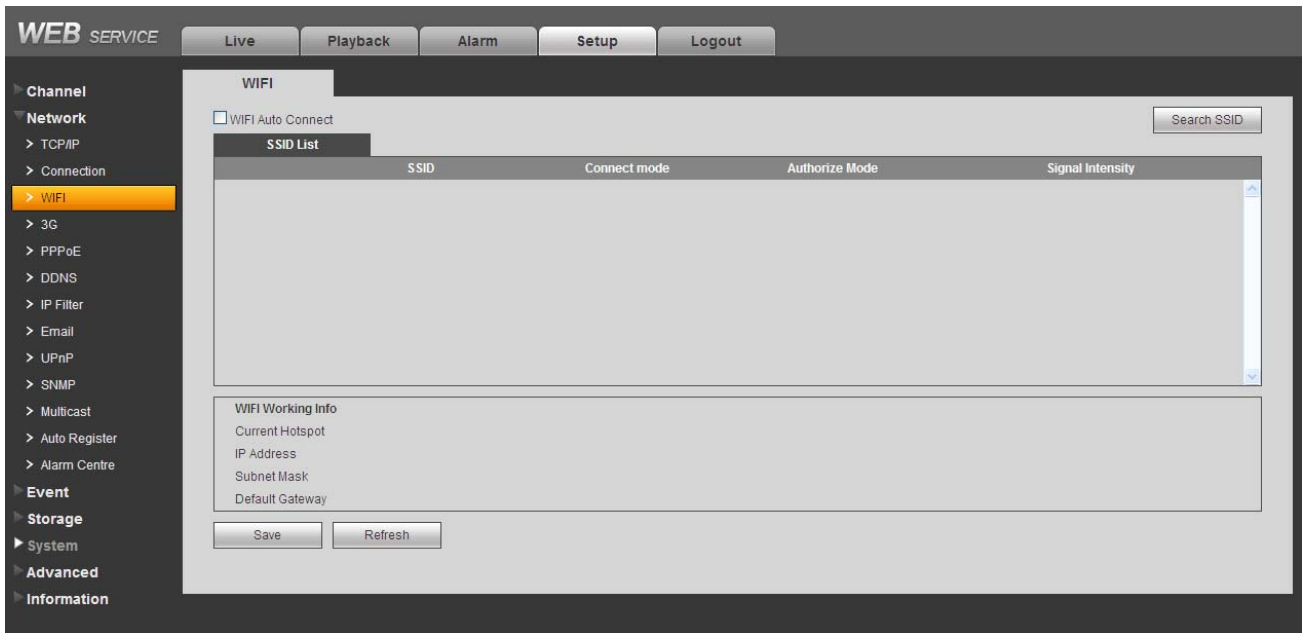 WEB SERVICE
Live Playback Alarm Setup Logout
Channel
Network
> TCP/IP
> Connection
> WIFI
> 3G
> PPPoE
> DDNS
> IP Filter
> Email
> UPnP
> SNMP
> Multicast
> Auto Register
> Alarm Centre
Event
Storage
System
Advanced
Information
WIFI
WIFI Auto Connect
Search SSID
SSID List
SSID Connect mode Authorize Mode Signal Intensity
WIFI Working Info
Current Hotspot
IP Address
Subnet Mask
Default Gateway
Save Refresh